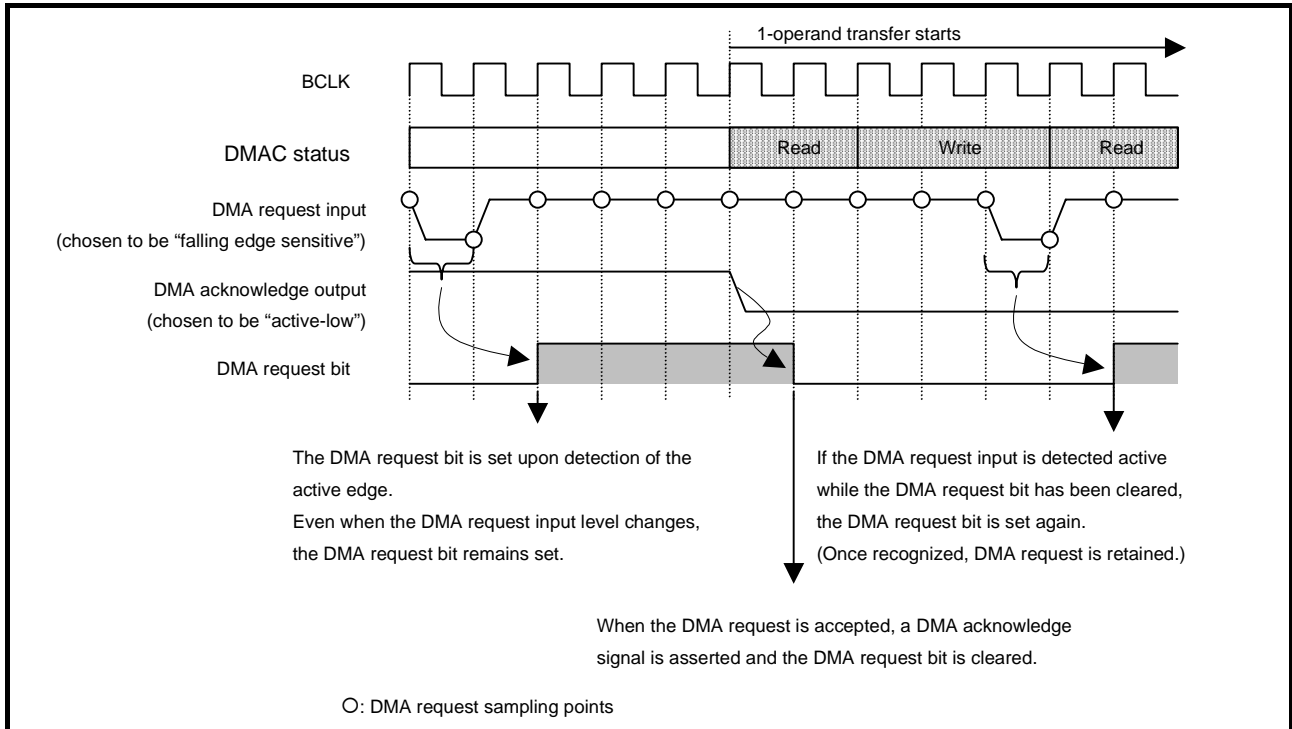 1-operand transfer starts
BCLK
DMAC status
Read
Write
Read
DMA request input
(chosen to be “falling edge sensitive”)
DMA acknowledge output
(chosen to be “active-low”)
DMA request bit
The DMA request bit is set upon detection of the
active edge.
Even when the DMA request input level changes,
the DMA request bit remains set.
If the DMA request input is detected active
while the DMA request bit has been cleared,
the DMA request bit is set again.
(Once recognized, DMA request is retained.)
When the DMA request is accepted, a DMA acknowledge
signal is asserted and the DMA request bit is cleared.
O: DMA request sampling points